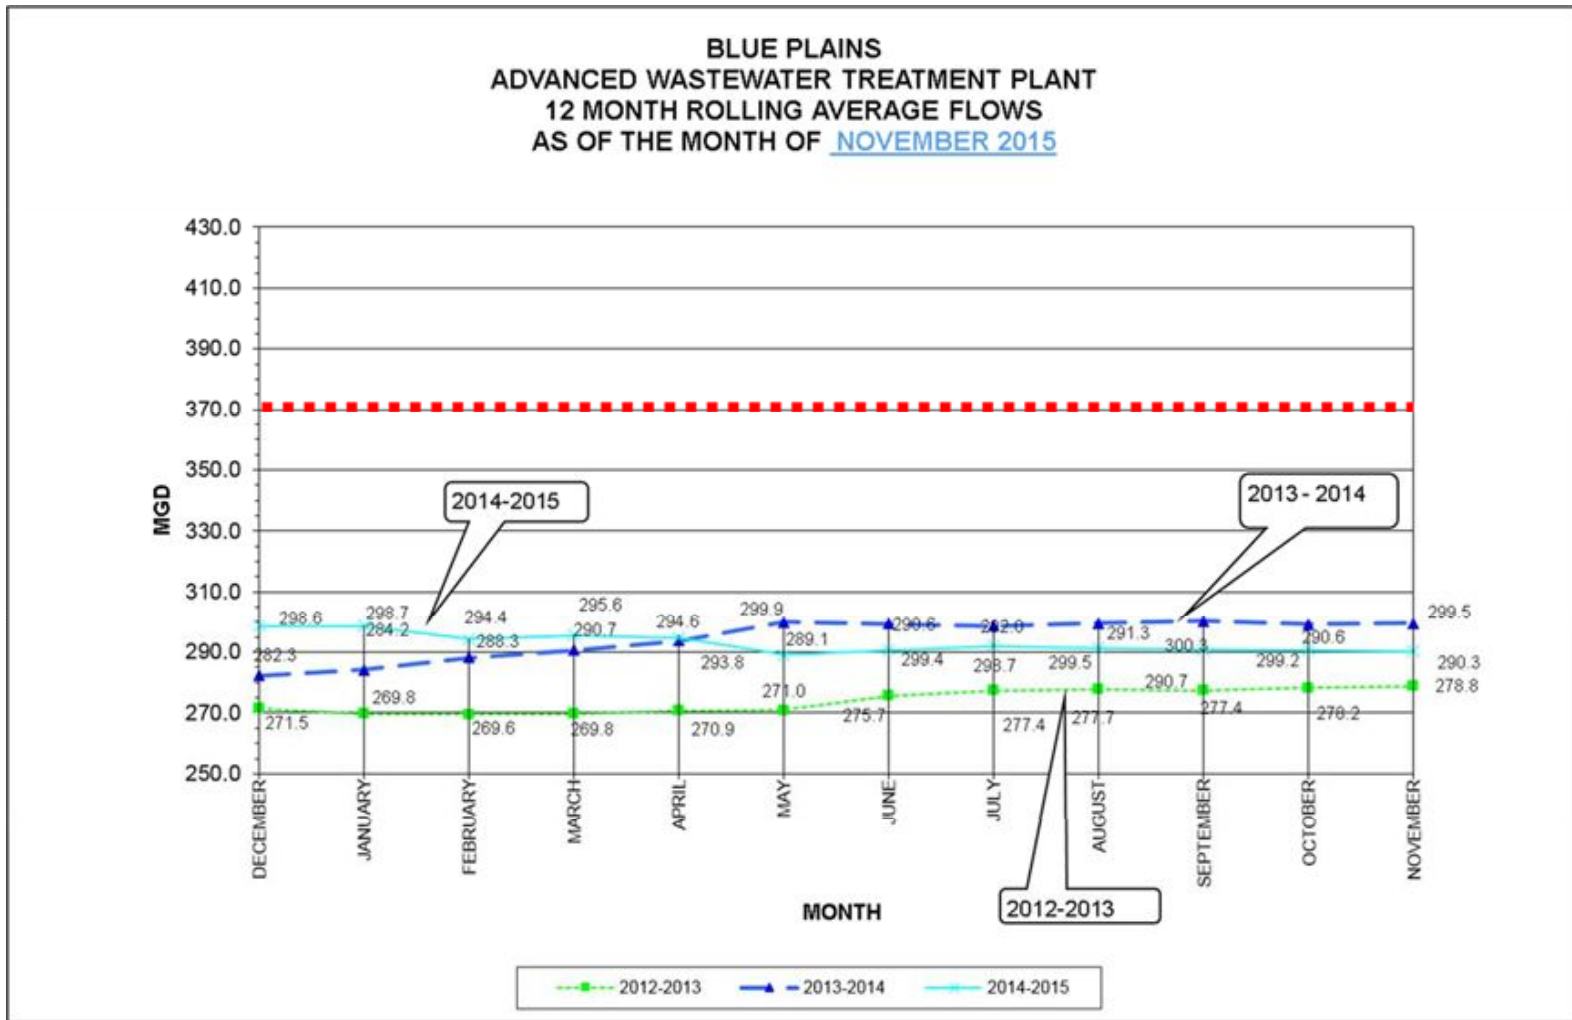 BLUE PLAINS
ADVANCED WASTEWATER TREATMENT PLANT
12 MONTH ROLLING AVERAGE FLOWS
AS OF THE MONTH OF NOVEMBER 2015
430.0
410.0
390.0
370.0
350.0
330.0
310.0
290.0
270.0
250.0
MGD
2014-2015
2013 - 2014
298.6 298.7 294.4 295.6 294.6 299.9 290.6 292.0 291.3 300.3 290.6 299.5
282.3 284.2 288.3 290.7 293.8 289.1 299.4 298.7 299.5 290.7 299.2 290.3
271.5 269.8 269.6 269.8 270.9 271.0 275.7 277.4 277.7 277.4 278.2 278.8
DECEMBER
JANUARY
FEBRUARY
MARCH
APRIL
MAY
JUNE
JULY
AUGUST
SEPTEMBER
OCTOBER
NOVEMBER
2012-2013
MONTH
2012-2013 2013-2014 2014-2015